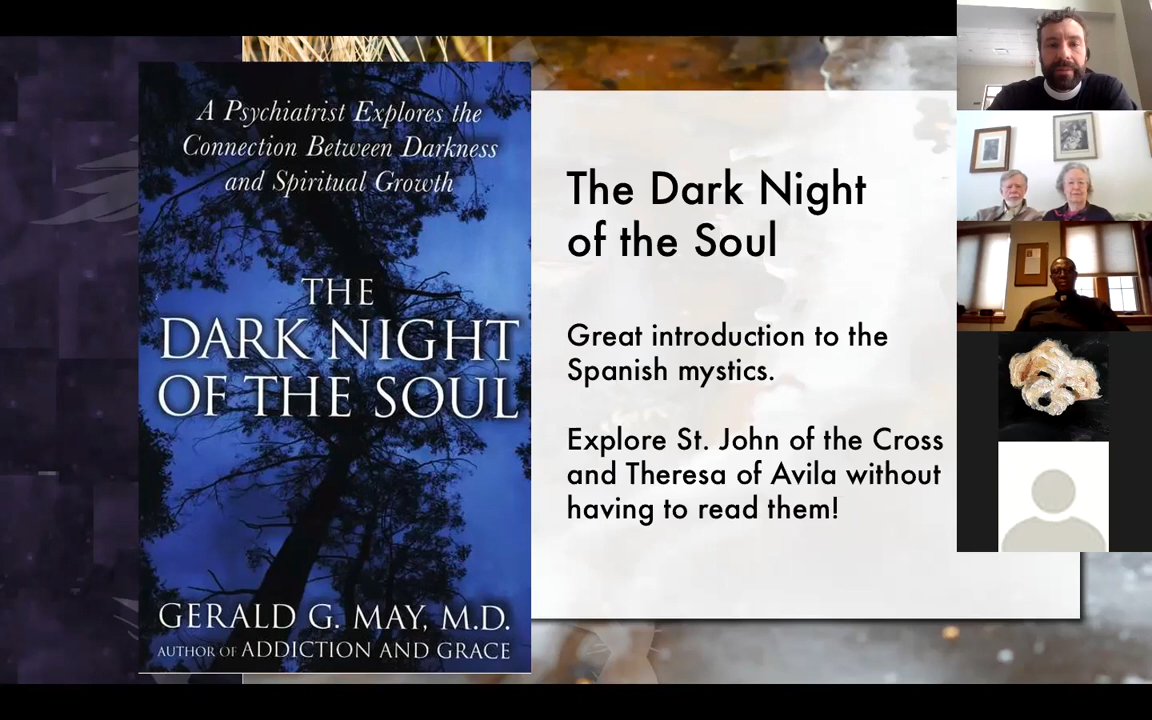 A Psychiatrist Explores the
Connection Between Darkness
and Spiritual Growth
THE
DARK NIGHT
OF THE SOUL
GERALD G. MAY, M.D.
AUTHOR OF ADDICTION AND GRACE
The Dark Night
of the Soul
Great introduction to the
Spanish mystics.
Explore St. John of the Cross
and Theresa of Avila without
having to read them!